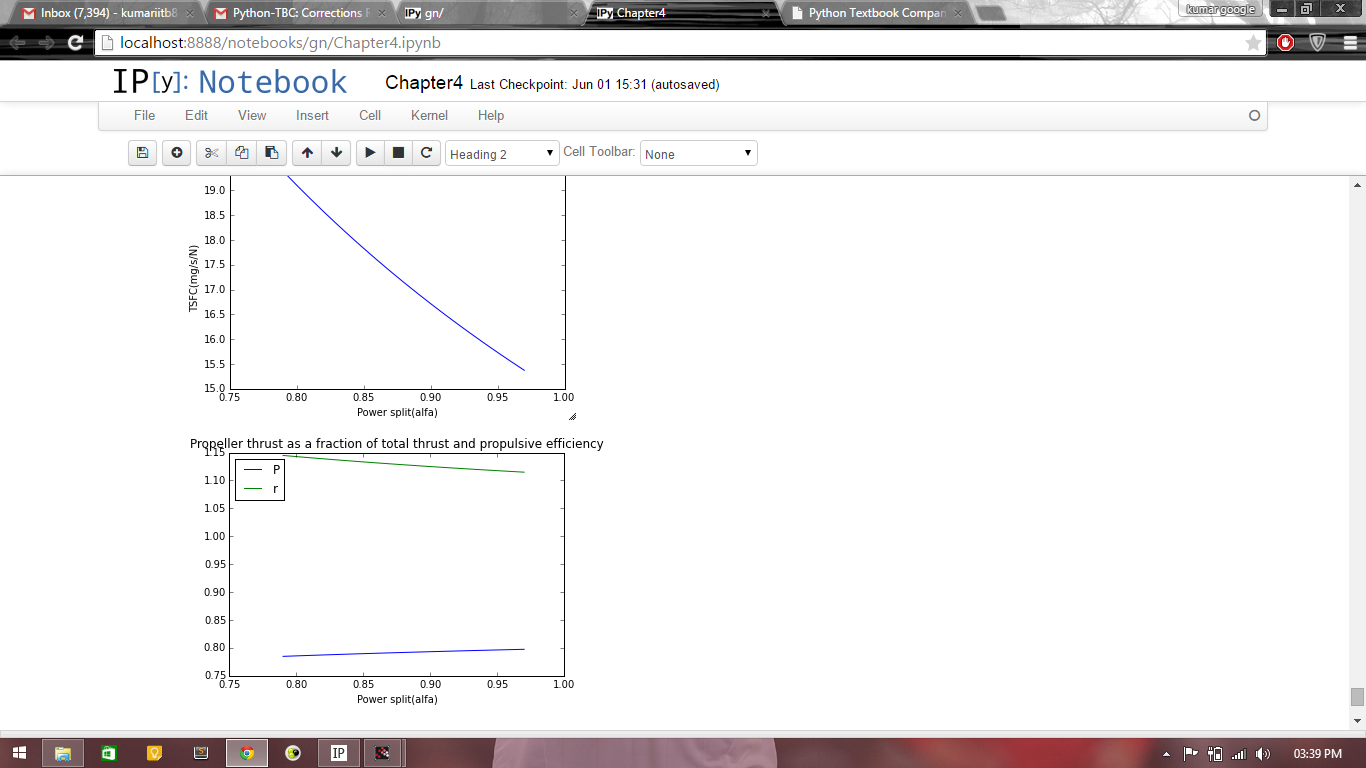 Inbox (7,394) - kumariitb8
Python-TBC: Corrections R
IPy gn/
IPy Chapter4
Python Textbook Compan
kumar google
localhost:8888/notebooks/gn/Chapter4.ipynb
IP[y]: Notebook
Chapter4 Last Checkpoint: Jun 01 15:31 (autosaved)
File Edit View Insert Cell Kernel Help
Heading 2 Cell Toolbar: None
19.0
18.5
18.0
17.5
17.0
16.5
16.0
15.5
15.0
TSFC(mg/s/N)
0.75 0.80 0.85 0.90 0.95 1.00
Power split(alfa)
Propeller thrust as a fraction of total thrust and propulsive efficiency
1.15
1.10
1.05
1.00
0.95
0.90
0.85
0.80
0.75
P
r
0.75 0.80 0.85 0.90 0.95 1.00
Power split(alfa)
IP
03:39 PM